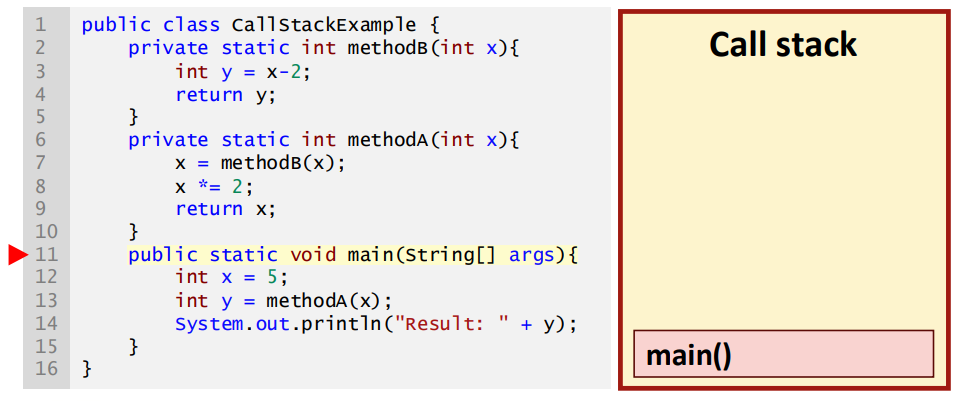 1 public class CallStackExample {
2 private static int methodB(int x){
3 int y = x-2;
4 return y;
5 }
6 private static int methodA(int x){
7 x = methodB(x);
8 x *= 2;
9 return x;
10 }
11 public static void main(String[] args){
12 int x = 5;
13 int y = methodA(x);
14 System.out.println("Result: " + y);
15 }
16 }
Call stack
main()